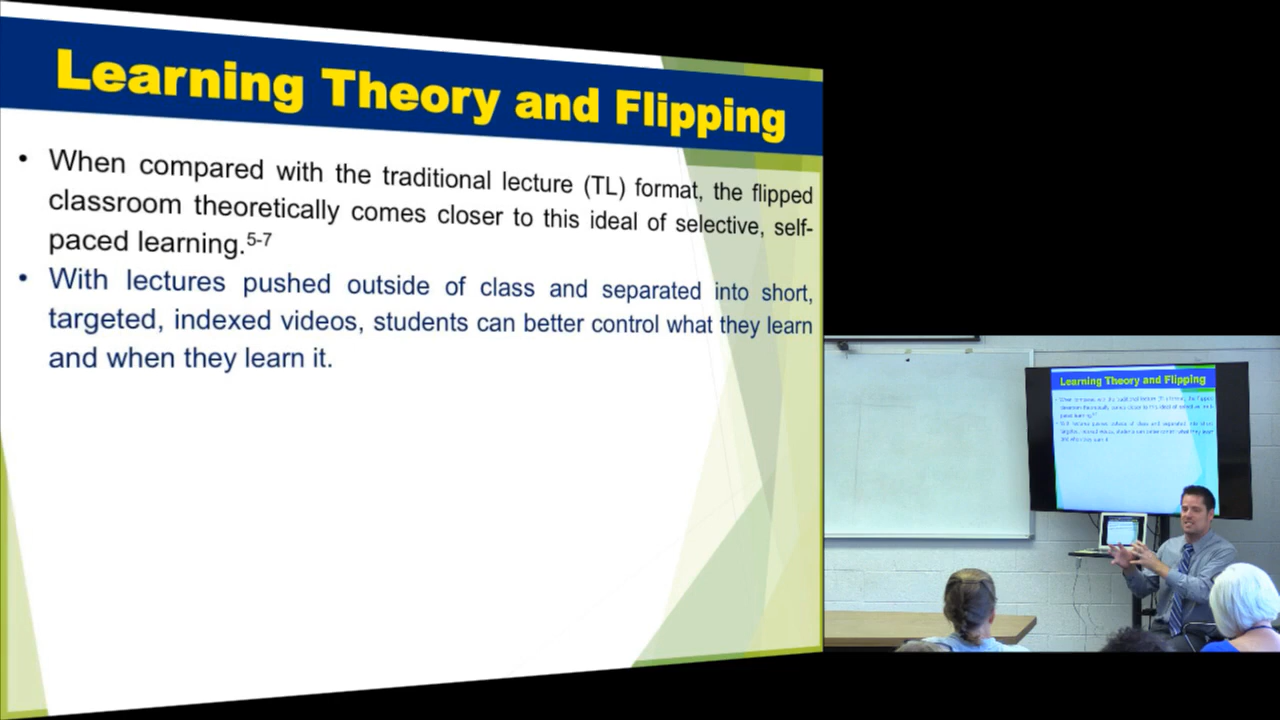 Learning Theory and Flipping
• When compared with the traditional lecture (TL) format, the flipped
classroom theoretically comes closer to this ideal of selective, self-
paced learning.5-7
• With lectures pushed outside of class and separated into short,
targeted, indexed videos, students can better control what they learn
and when they learn it.
Learning Theory and Flipping